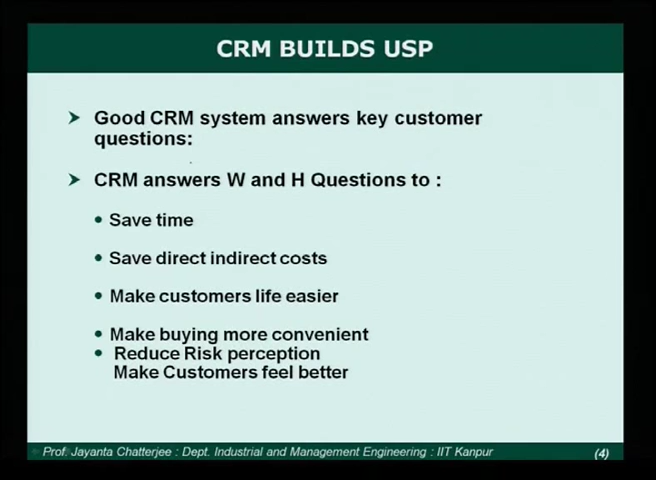 CRM BUILDS USP
➤ Good CRM system answers key customer
questions:
➤ CRM answers W and H Questions to :
• Save time
• Save direct indirect costs
• Make customers life easier
• Make buying more convenient
• Reduce Risk perception
Make Customers feel better
Prof. Jayanta Chatterjee : Dept. Industrial and Management Engineering : IIT Kanpur
(4)